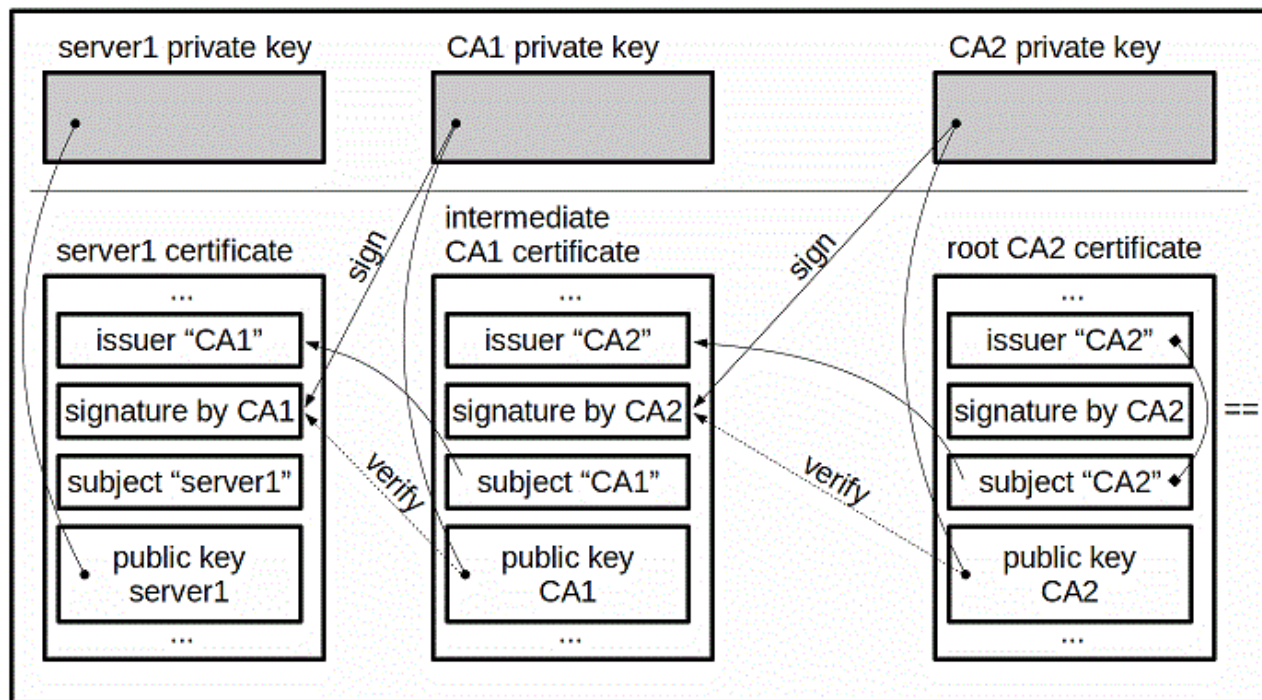 server1 private key
CA1 private key
CA2 private key
server1 certificate
sign
intermediate
CA1 certificate
sign
root CA2 certificate
...
issuer “CA1”
signature by CA1
subject “server1”
public key
server1
...
verify
...
issuer “CA2”
signature by CA2
subject “CA1”
public key
CA1
...
verify
...
issuer “CA2”
signature by CA2
subject “CA2”
public key
CA2
...
==